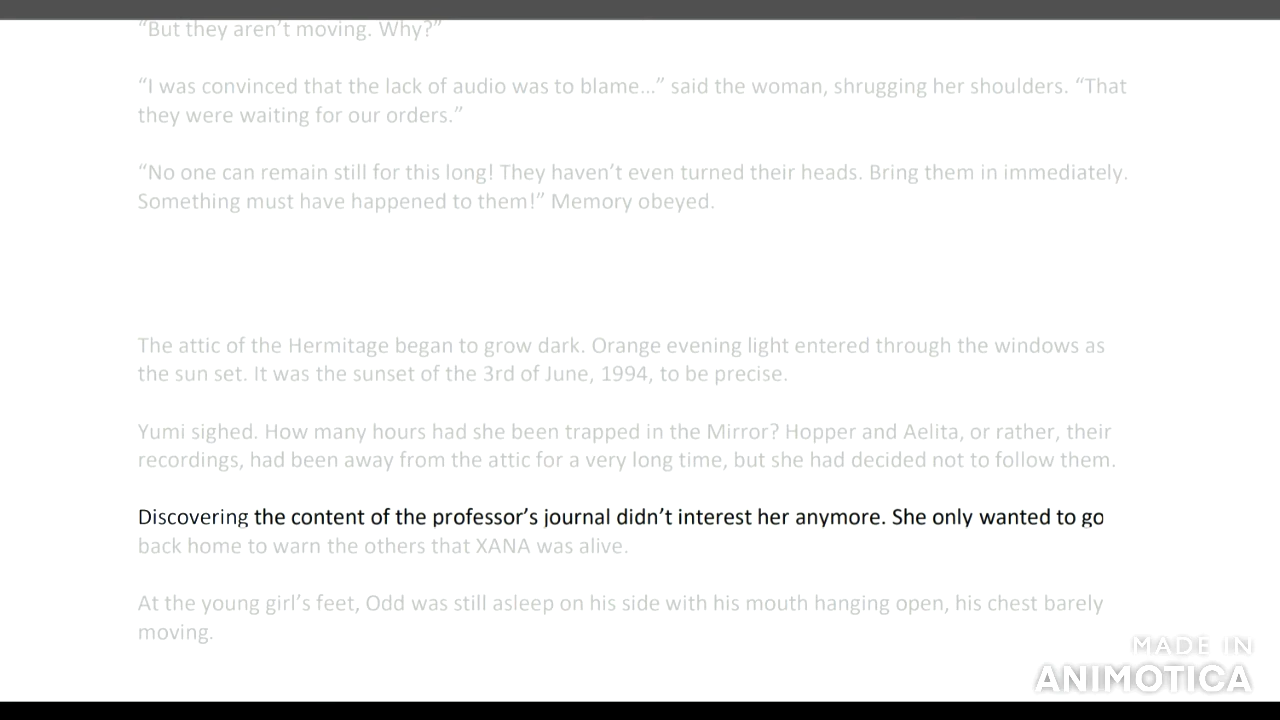 “But they aren’t moving. Why?”
“I was convinced that the lack of audio was to blame…” said the woman, shrugging her shoulders. “That
they were waiting for our orders.”
“No one can remain still for this long! They haven’t even turned their heads. Bring them in immediately.
Something must have happened to them!” Memory obeyed.
The attic of the Hermitage began to grow dark. Orange evening light entered through the windows as
the sun set. It was the sunset of the 3rd of June, 1994, to be precise.
Yumi sighed. How many hours had she been trapped in the Mirror? Hopper and Aelita, or rather, their
recordings, had been away from the attic for a very long time, but she had decided not to follow them.
Discovering the content of the professor’s journal didn’t interest her anymore. She only wanted to go
back home to warn the others that XANA was alive.
At the young girl’s feet, Odd was still asleep on his side with his mouth hanging open, his chest barely
moving.
MADE IN
ANIMOTICA